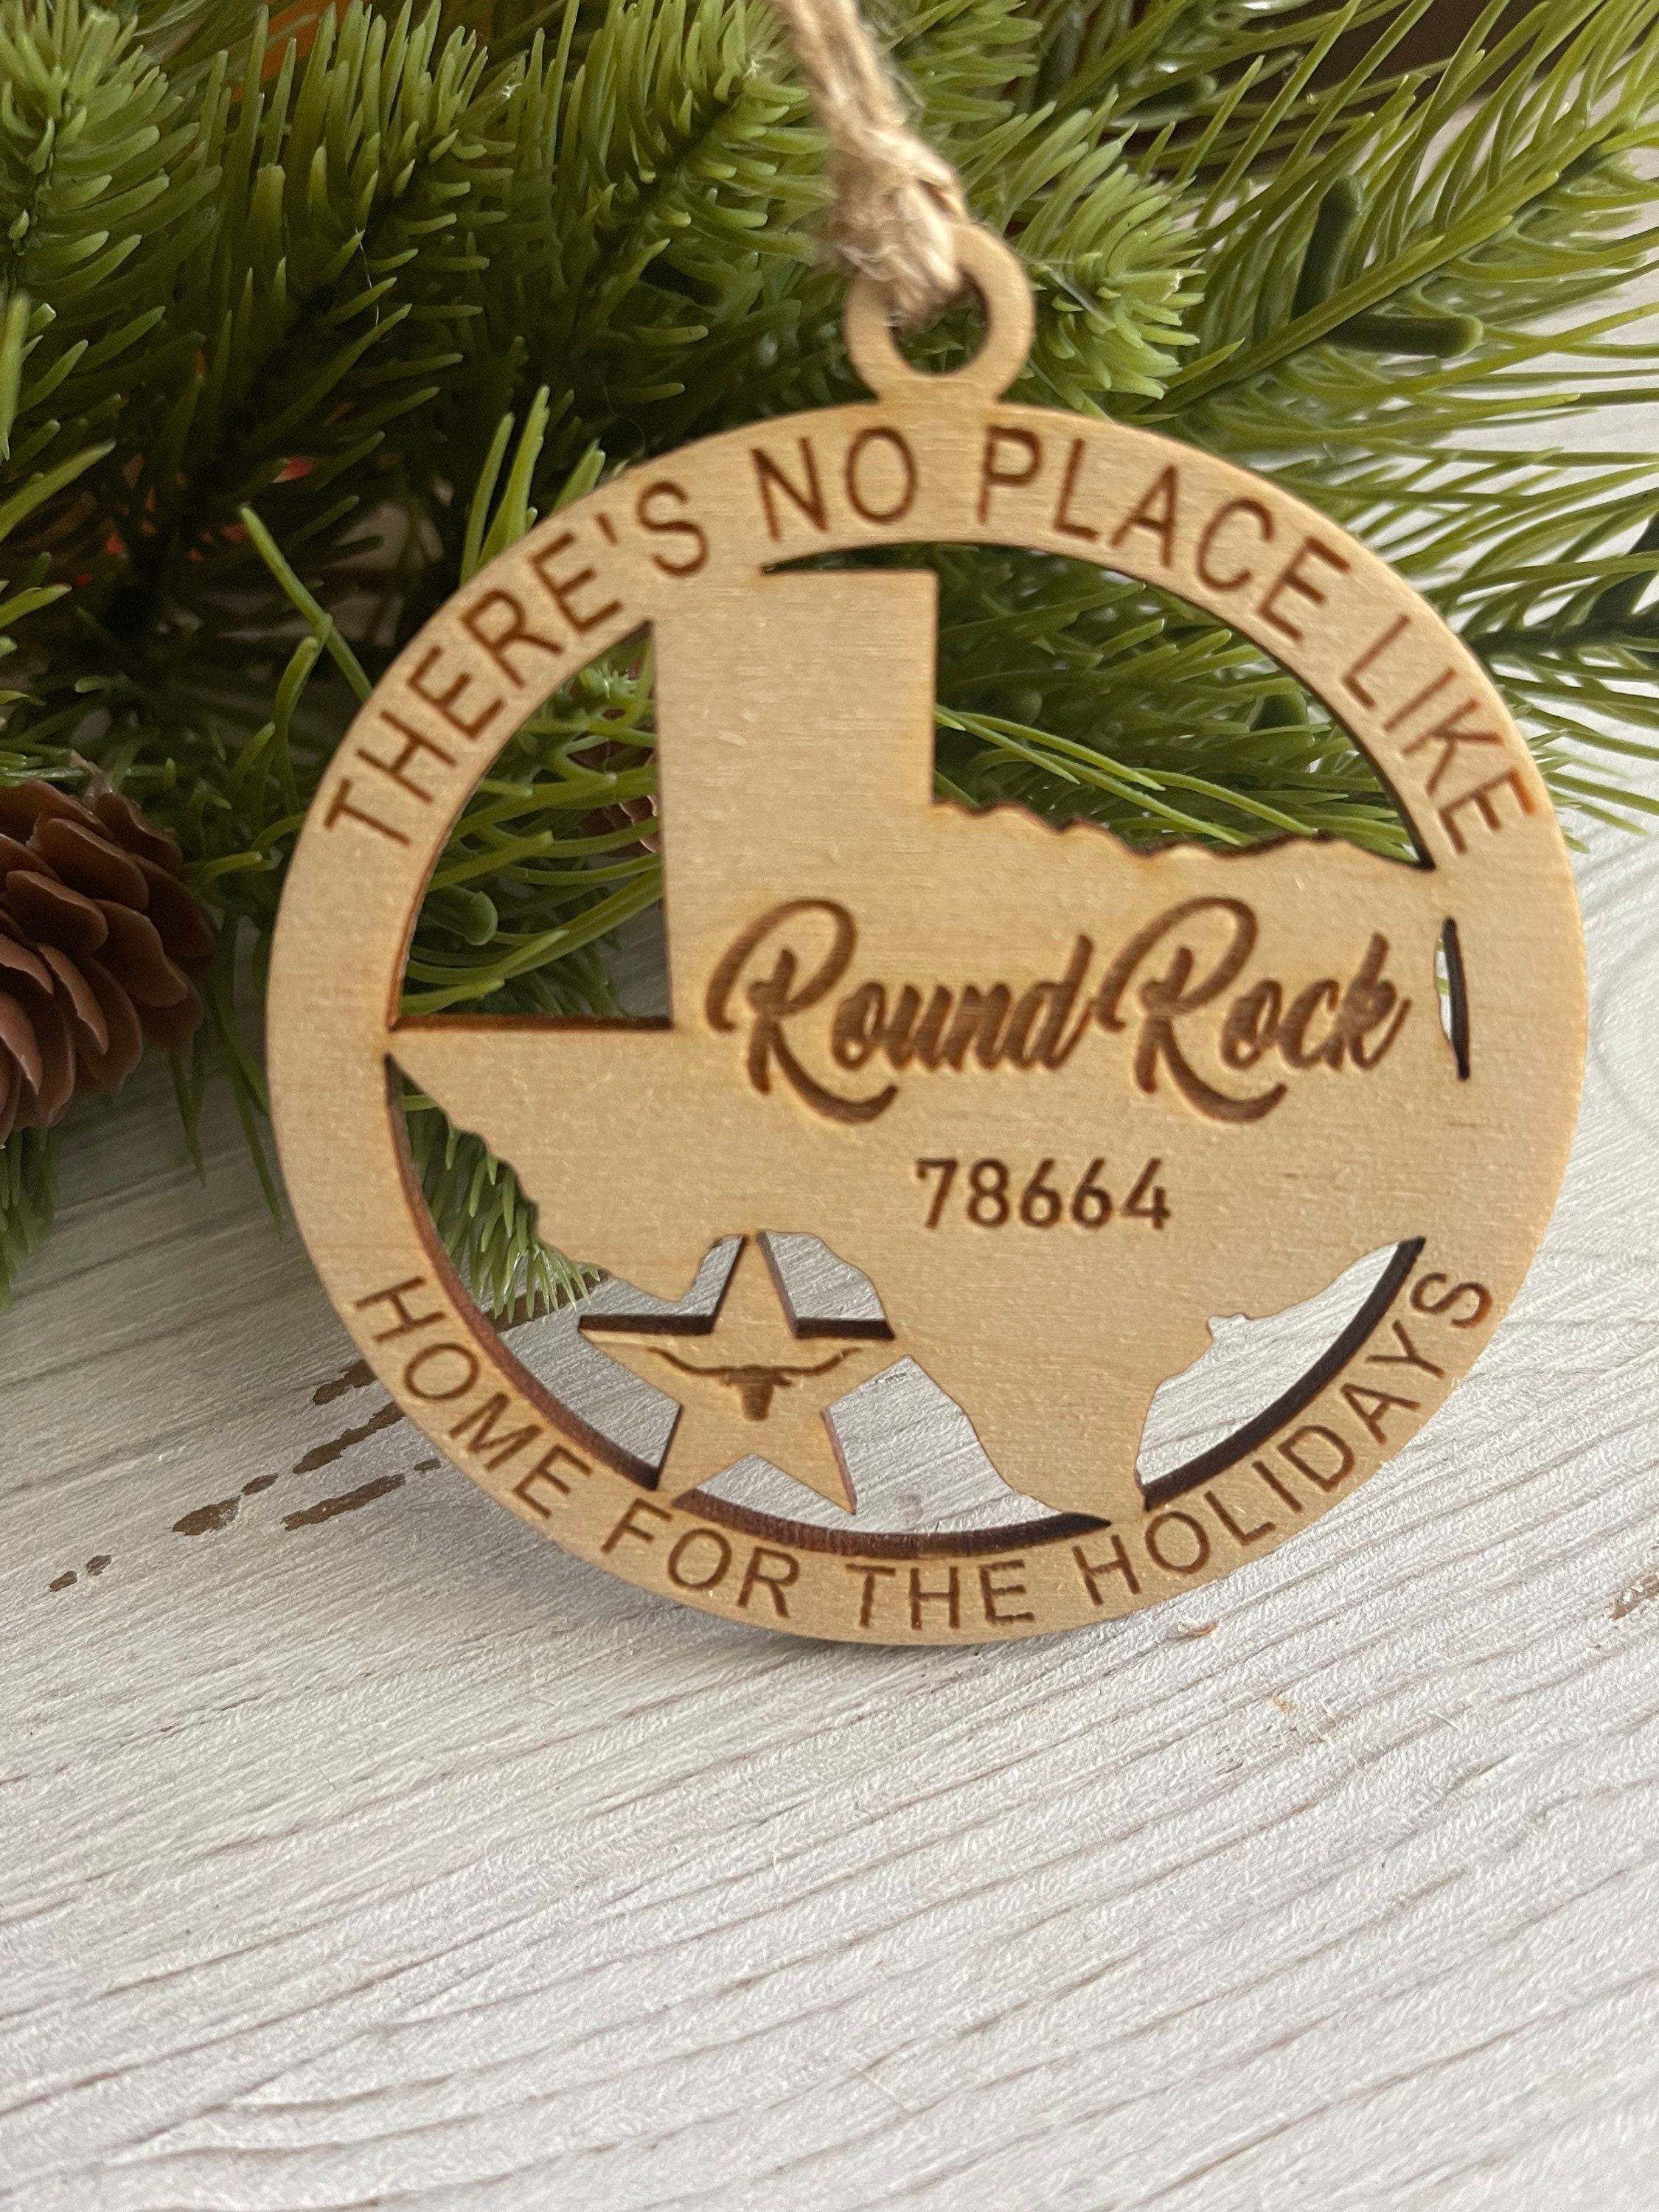 THERE'S NO PLACE LIKE
Round Rock
78664
HOME FOR THE HOLIDAYS